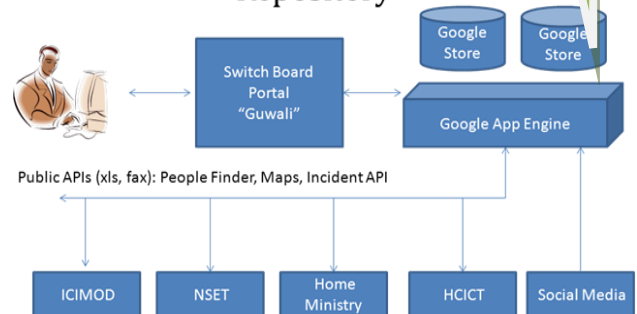 Repository
Google
Store
Google
Store
Switch Board
Portal
“Guwali”
Google App Engine
Public APIs (xls, fax): People Finder, Maps, Incident API
ICIMOD
NSET
Home
Ministry
HCICT
Social Media